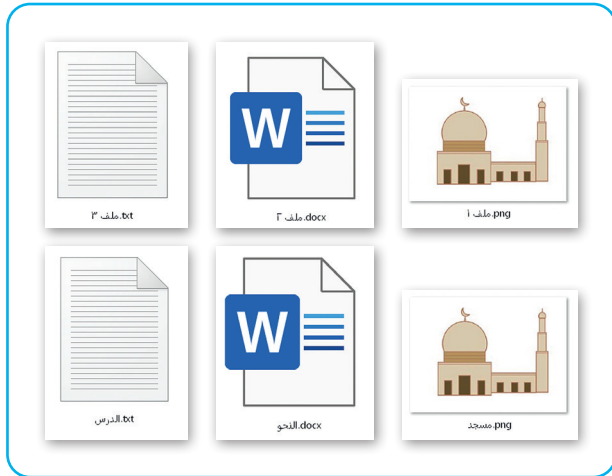 ملف ١.png
ملف ٢.docx
ملف ٣.txt
مسجد.png
النحو.docx
الدرس.txt
W
W